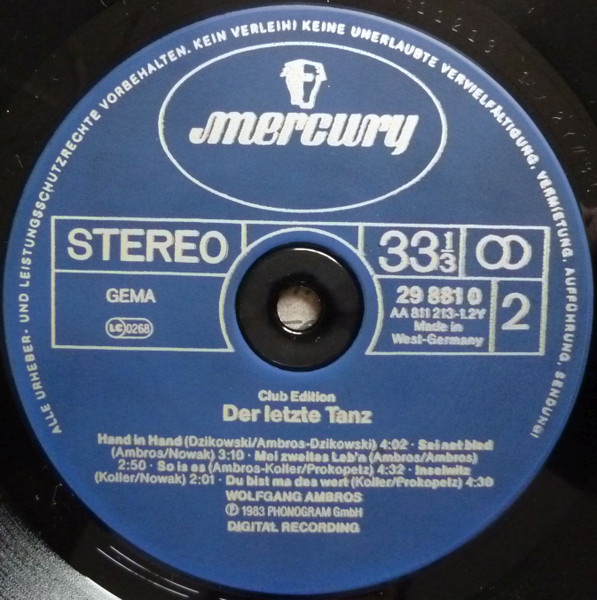 ALLE URHEBER- UND LEISTUNGSSCHUTZRECHTE VORBEHALTEN. KEIN VERLEIH! KEINE UNERLAUBTE VERVIELFÄLTIGUNG, VERMIETUNG, AUFFÜHRUNG, SENDUNG!
mercury
STEREO
33 1/3
GEMA
LC 0268
29 881 0
AA 811 213-1.2Y
Made in
West-Germany
2
Club Edition
Der letzte Tanz
Hand in Hand (Dzikowski/Ambros-Dzikowski) 4:02 · Sei net bled
(Ambros/Nowak) 3:10 · Mei zweites Leb'n (Ambros/Ambros)
2:50 · So is es (Ambros-Koller/Prokopetz) 4:32 · Inselwitz
(Koller/Nowak) 2:01 · Du bist ma des wert (Koller/Prokopetz) 4:30
WOLFGANG AMBROS
℗ 1983 PHONOGRAM GmbH
DIGITAL RECORDING